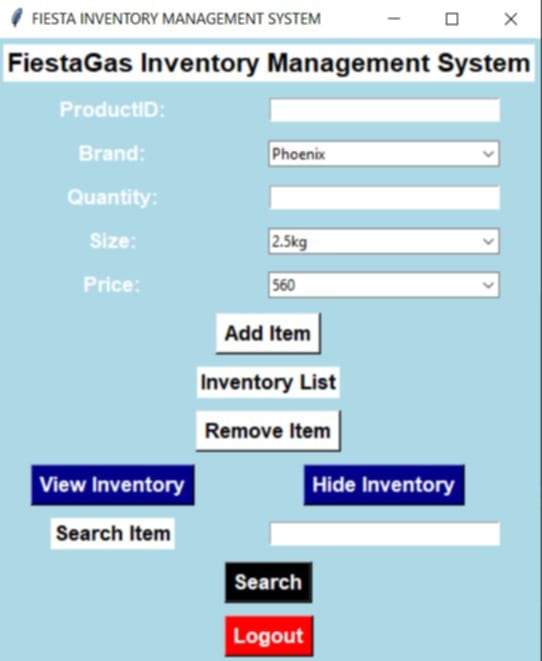 FIESTA INVENTORY MANAGEMENT SYSTEM
FiestaGas Inventory Management System
ProductID:
Brand: Phoenix
Quantity:
Size: 2.5kg
Price: 560
Add Item
Inventory List
Remove Item
View Inventory Hide Inventory
Search Item
Search
Logout